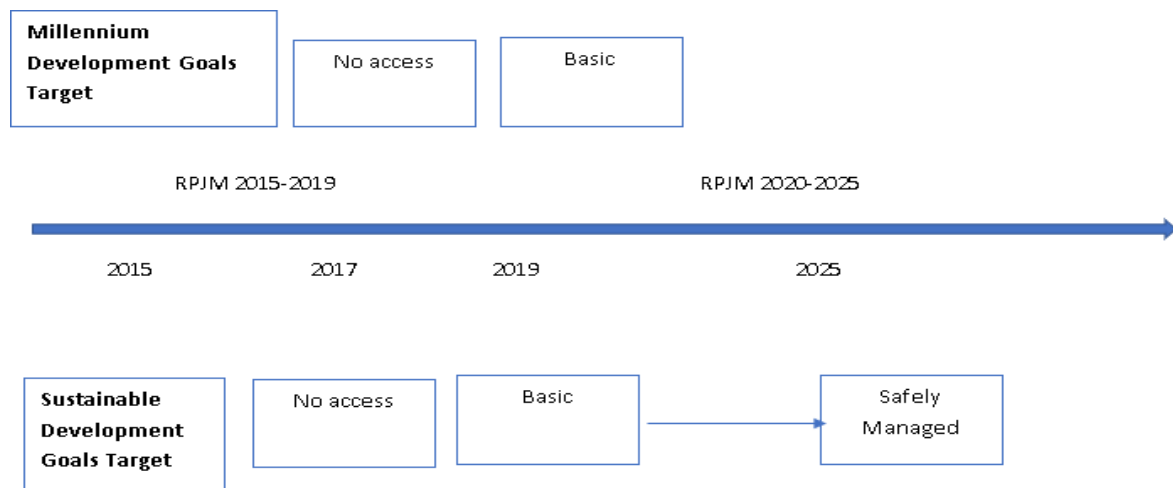 Millennium
Development Goals
Target
No access
Basic
RPJM 2015-2019
RPJM 2020-2025
2015
2017
2019
2025
Sustainable
Development
Goals Target
No access
Basic
Safely
Managed